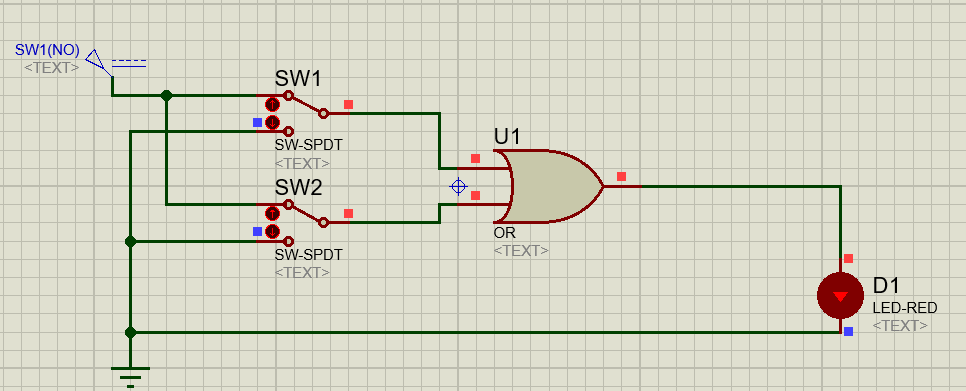 SW1(NO)
<TEXT>
SW1
SW-SPDT
<TEXT>
SW2
SW-SPDT
<TEXT>
U1
OR
<TEXT>
D1
LED-RED
<TEXT>